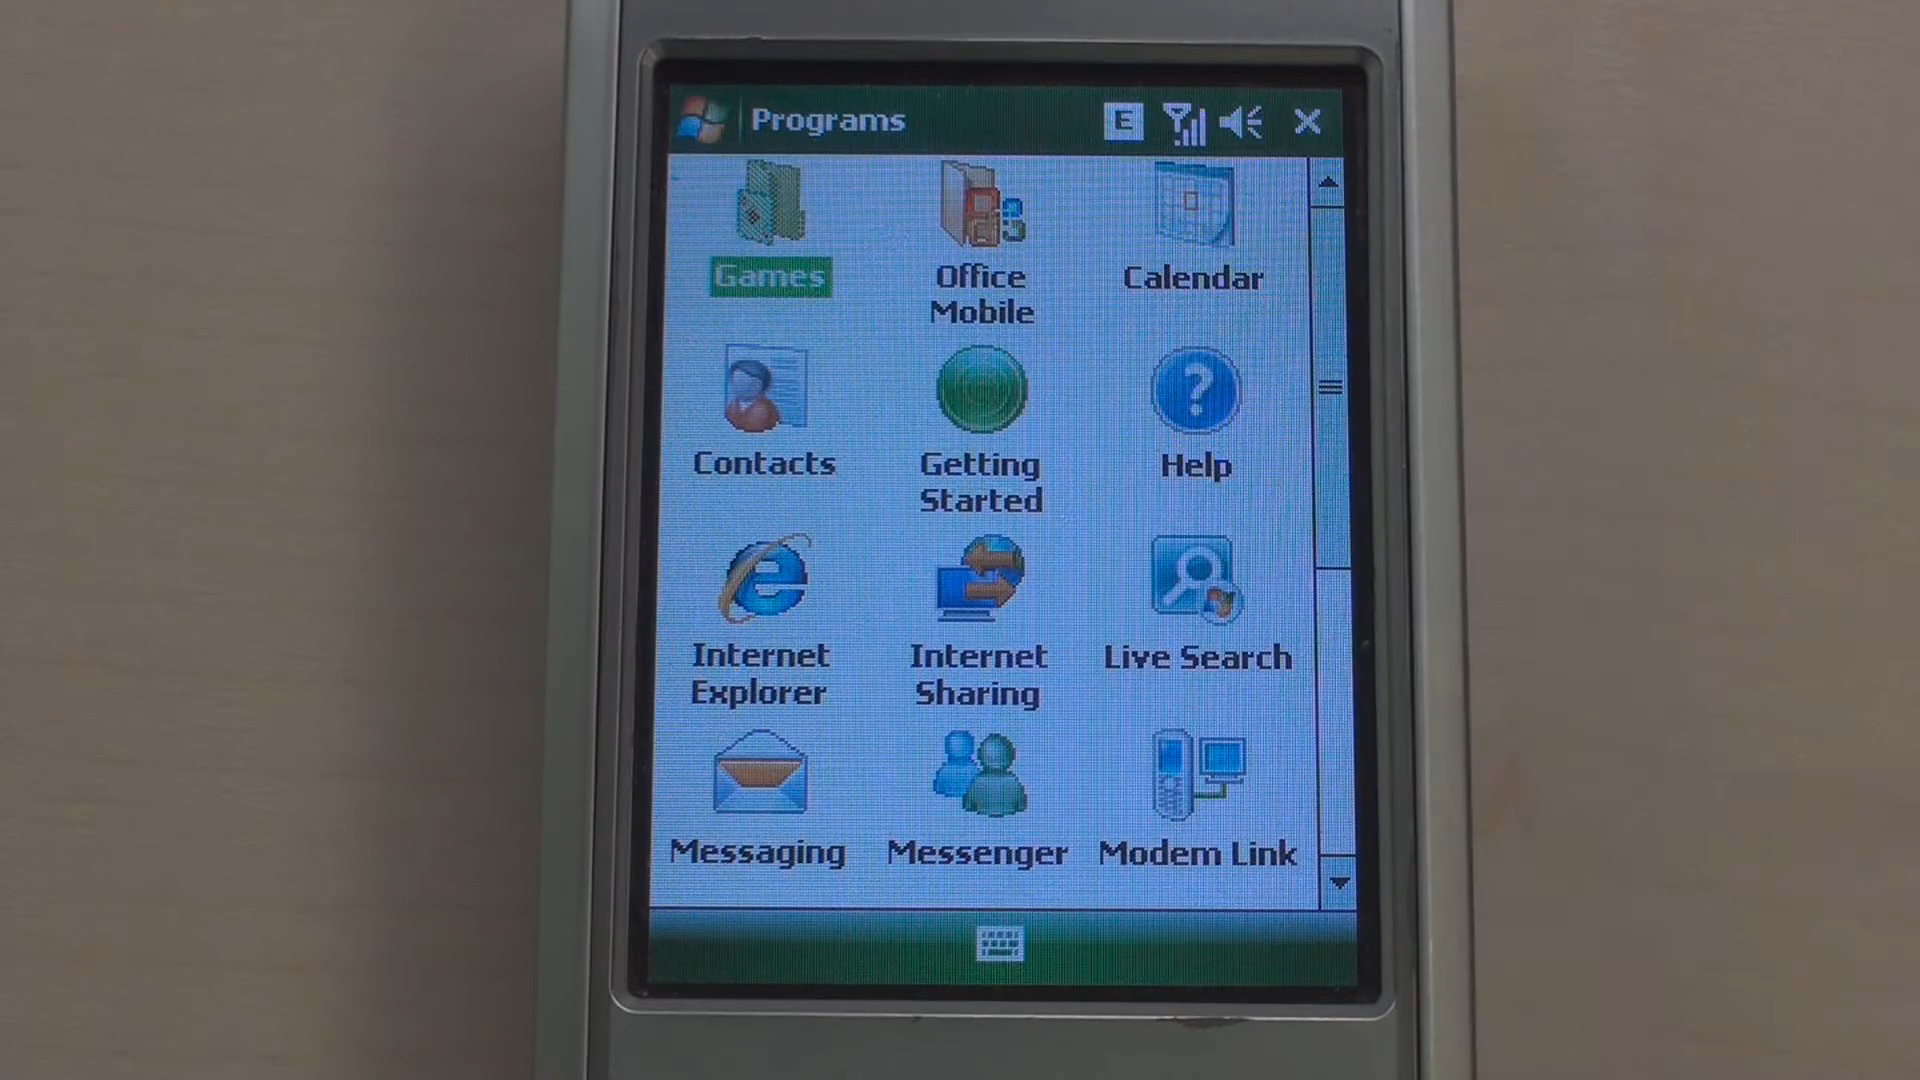 Programs E
Games
Office
Mobile
Calendar
Contacts
Getting
Started
Help
Internet
Explorer
Internet
Sharing
Live Search
Messaging
Messenger
Modem Link